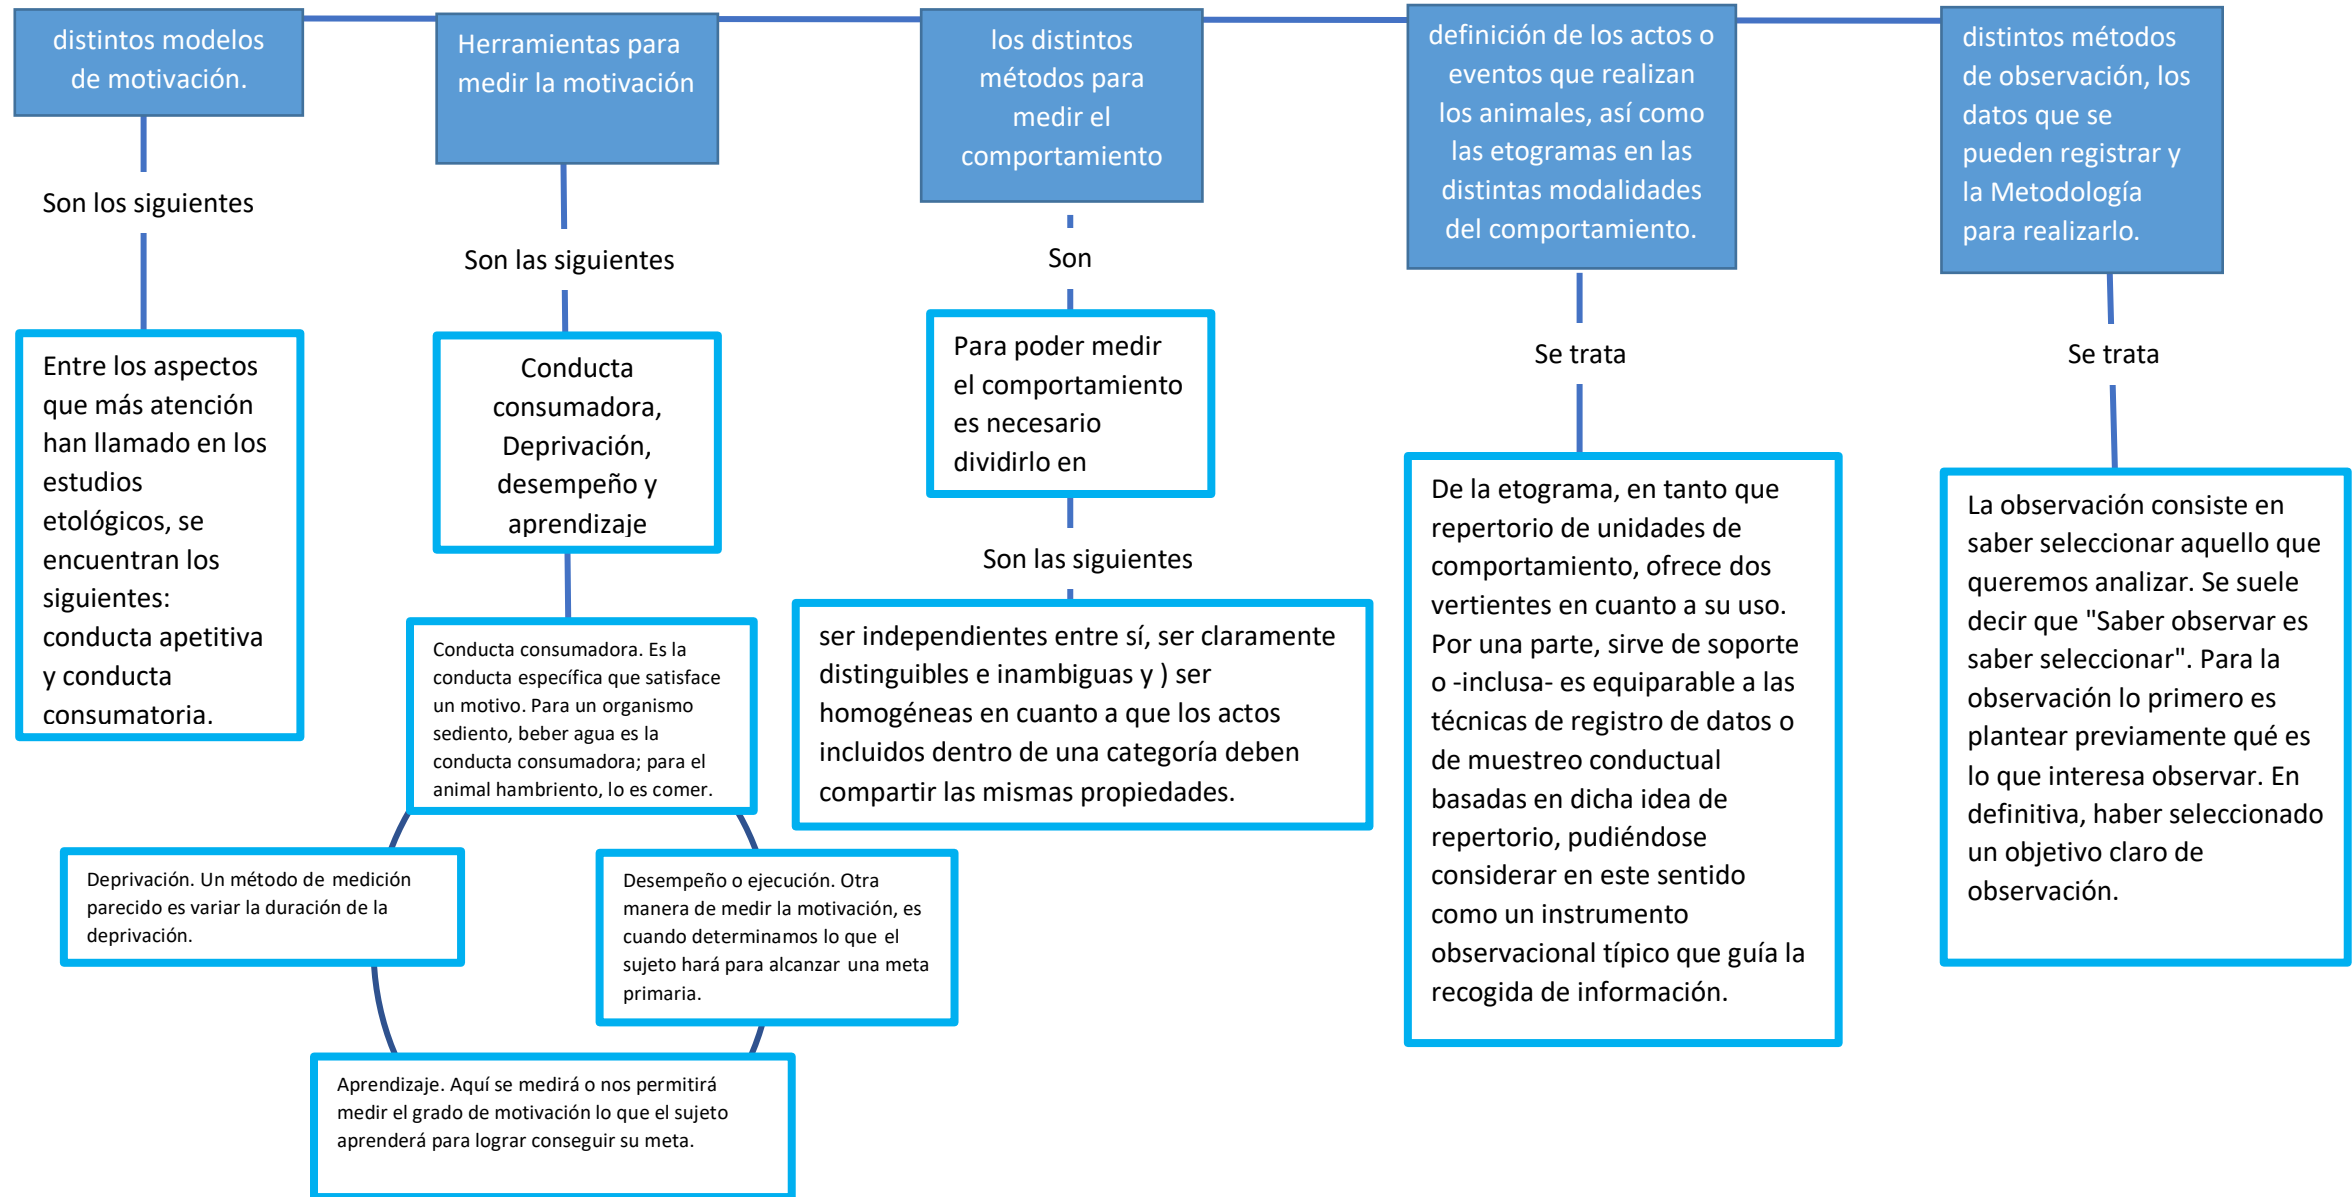 distintos modelos
de motivación.
Son los siguientes
Entre los aspectos
que más atención
han llamado en los
estudios
etológicos, se
encuentran los
siguientes:
conducta apetitiva
y conducta
consumatoria.
Herramientas para
medir la motivación
Son las siguientes
Conducta
consumadora,
Deprivación,
desempeño y
aprendizaje
Conducta consumadora. Es la
conducta específica que satisface
un motivo. Para un organismo
sediento, beber agua es la
conducta consumadora; para el
animal hambriento, lo es comer.
Deprivación. Un método de medición
parecido es variar la duración de la
deprivación.
Desempeño o ejecución. Otra
manera de medir la motivación, es
cuando determinamos lo que el
sujeto hará para alcanzar una meta
primaria.
Aprendizaje. Aquí se medirá o nos permitirá
medir el grado de motivación lo que el sujeto
aprenderá para lograr conseguir su meta.
los distintos
métodos para
medir el
comportamiento
Son
Para poder medir
el comportamiento
es necesario
dividirlo en
Son las siguientes
ser independientes entre sí, ser claramente
distinguibles e inambiguas y ) ser
homogéneas en cuanto a que los actos
incluidos dentro de una categoría deben
compartir las mismas propiedades.
definición de los actos o
eventos que realizan
los animales, así como
las etogramas en las
distintas modalidades
del comportamiento.
Se trata
De la etograma, en tanto que
repertorio de unidades de
comportamiento, ofrece dos
vertientes en cuanto a su uso.
Por una parte, sirve de soporte
o -inclusa- es equiparable a las
técnicas de registro de datos o
de muestreo conductual
basadas en dicha idea de
repertorio, pudiéndose
considerar en este sentido
como un instrumento
observacional típico que guía la
recogida de información.
distintos métodos
de observación, los
datos que se
pueden registrar y
la Metodología
para realizarlo.
Se trata
La observación consiste en
saber seleccionar aquello que
queremos analizar. Se suele
decir que "Saber observar es
saber seleccionar". Para la
observación lo primero es
plantear previamente qué es
lo que interesa observar. En
definitiva, haber seleccionado
un objetivo claro de
observación.